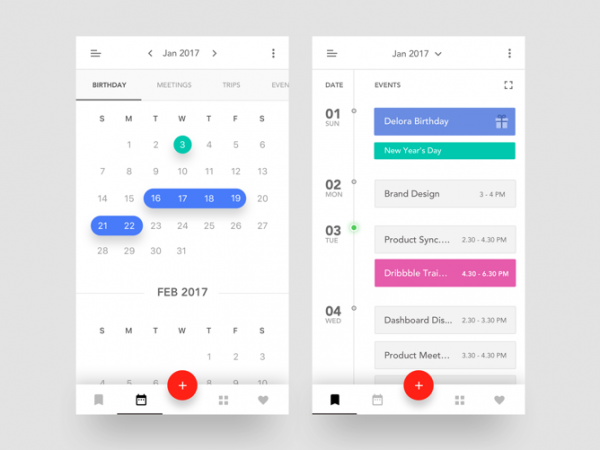 Jan 2017
BIRTHDAY MEETINGS TRIPS EVEN
S M T W T F S
1 2 3 4 5 6
7 8 9 10 11 12 13
14 15 16 17 18 19 20
21 22 23 24 25 26 27
28 29 30 31
FEB 2017
S M T W T F S
1 2 3
4 5 6 8 9 10
Jan 2017
DATE EVENTS
01
SUN
Delora Birthday
New Year's Day
02
MON
Brand Design 3 - 4 PM
03
TUE
Product Sync.... 2.30 - 4.30 PM
Dribbble Trai... 4.30 - 6.30 PM
04
WED
Dashboard Dis... 2.30 - 3.30 PM
Product Meet... 2.30 - 3.30 PM